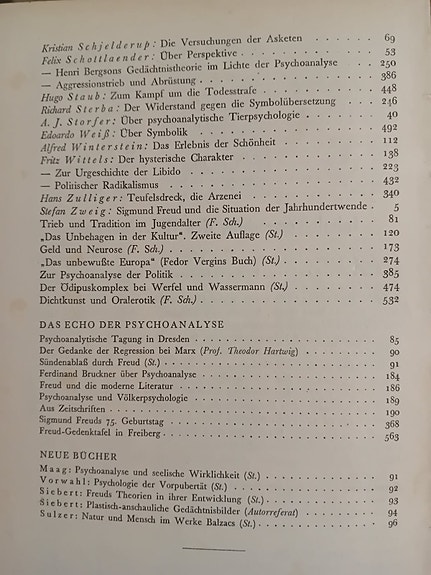 Kristian Schjelderup: Die Versuchungen der Asketen . . . . . . 69
Felix Schottlaender: Über Perspektive . . . . . . . . . . . 53
— Henri Bergsons Gedächtnistheorie im Lichte der Psychoanalyse . . . 250
— Aggressionstrieb und Abrüstung . . . . . . . . . . . . . . 386
Hugo Staub: Zum Kampf um die Todesstrafe . . . . . . . . . 448
Richard Sterba: Der Widerstand gegen die Symbolübersetzung . . . . 246
A. J. Storfer: Über psychoanalytische Tierpsychologie . . . . . . 40
Edoardo Weiß: Über Symbolik . . . . . . . . . . . . . . 492
Alfred Winterstein: Das Erlebnis der Schönheit . . . . . . . . 112
Fritz Wittels: Der hysterische Charakter . . . . . . . . . . . 138
— Zur Urgeschichte der Libido . . . . . . . . . . . . . . . 223
— Politischer Radikalismus . . . . . . . . . . . . . . . . . 432
Hans Zulliger: Teufelsdreck, die Arzenei . . . . . . . . . . . 340
Stefan Zweig: Sigmund Freud und die Situation der Jahrhundertwende . 5
Trieb und Tradition im Jugendalter (F. Sch.) . . . . . . . . . . . 81
„Das Unbehagen in der Kultur“. Zweite Auflage (St.) . . . . . . . . 120
Geld und Neurose (F. Sch.) . . . . . . . . . . . . . . . . . 173
„Das unbewußte Europa“ (Fedor Vergins Buch) (St.) . . . . . . . . 274
Zur Psychoanalyse der Politik . . . . . . . . . . . . . . . . 385
Der Ödipuskomplex bei Werfel und Wassermann (St.) . . . . . . . . 474
Dichtkunst und Oralerotik (F. Sch.) . . . . . . . . . . . . . . 532
DAS ECHO DER PSYCHOANALYSE
Psychoanalytische Tagung in Dresden . . . . . . . . . . . . . . 85
Der Gedanke der Regression bei Marx (Prof. Theodor Hartwig) . . . . . . 90
Sündenablaß durch Freud (St.) . . . . . . . . . . . . . . . . 91
Ferdinand Bruckner über Psychoanalyse . . . . . . . . . . . . . 184
Freud und die moderne Literatur . . . . . . . . . . . . . . . 186
Psychoanalyse und Völkerpsychologie . . . . . . . . . . . . . . 189
Aus Zeitschriften . . . . . . . . . . . . . . . . . . . . 190
Sigmund Freuds 75. Geburtstag . . . . . . . . . . . . . . . . 368
Freud-Gedenktafel in Freiberg . . . . . . . . . . . . . . . . 563
NEUE BÜCHER
Maag: Psychoanalyse und seelische Wirklichkeit (St.) . . . . . . . . . 91
Vorwahl: Psychologie der Vorpubertät (St.) . . . . . . . . . . . . 92
Siebert: Freuds Theorien in ihrer Entwicklung (St.) . . . . . . . . . 93
Siebert: Plastisch-anschauliche Gedächtnisbilder (Autorreferat) . . . . . . 94
Sulzer: Natur und Mensch im Werke Balzacs (St.) . . . . . . . . . . 96